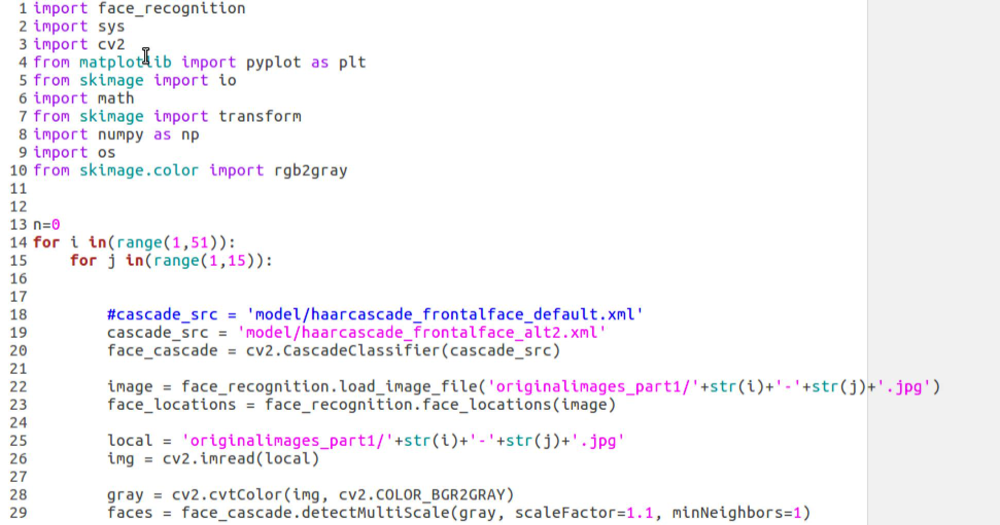 1 import face_recognition
2 import sys
3 import cv2
4 from matplotlib import pyplot as plt
5 from skimage import io
6 import math
7 from skimage import transform
8 import numpy as np
9 import os
10 from skimage.color import rgb2gray
11
12
13 n=0
14 for i in(range(1,51)):
15     for j in(range(1,15)):
16
17
18         #cascade_src = 'model/haarcascade_frontalface_default.xml'
19         cascade_src = 'model/haarcascade_frontalface_alt2.xml'
20         face_cascade = cv2.CascadeClassifier(cascade_src)
21
22         image = face_recognition.load_image_file('originalimages_part1/'+str(i)+'-'+str(j)+'.jpg')
23         face_locations = face_recognition.face_locations(image)
24
25         local = 'originalimages_part1/'+str(i)+'-'+str(j)+'.jpg'
26         img = cv2.imread(local)
27
28         gray = cv2.cvtColor(img, cv2.COLOR_BGR2GRAY)
29         faces = face_cascade.detectMultiScale(gray, scaleFactor=1.1, minNeighbors=1)